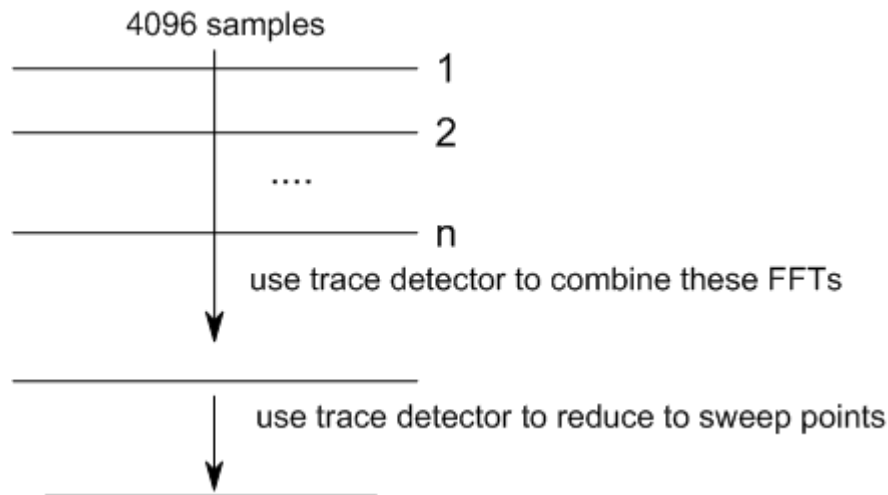 4096 samples
1
2
....
n
use trace detector to combine these FFTs
use trace detector to reduce to sweep points